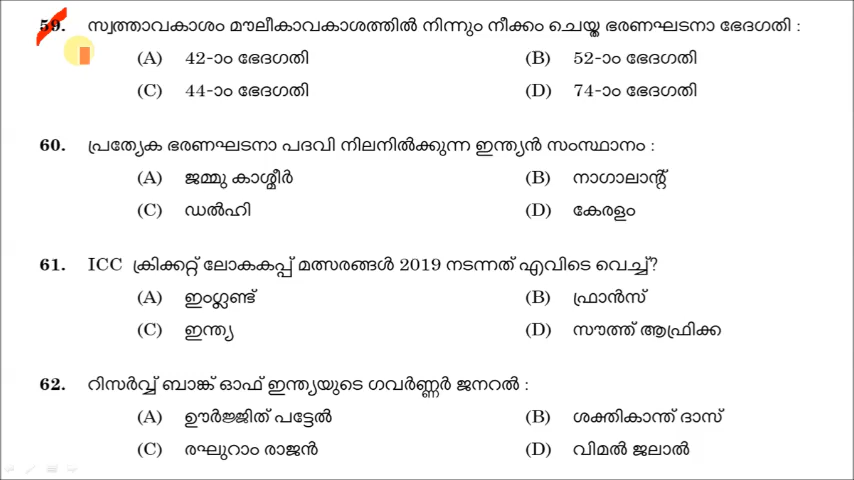 59. സ്വത്താവകാശം മൗലീകാവകാശത്തിൽ നിന്നും നീക്കം ചെയ്ത ഭരണഘടനാ ഭേദഗതി :
(A) 42-ാം ഭേദഗതി (B) 52-ാം ഭേദഗതി
(C) 44-ാം ഭേദഗതി (D) 74-ാം ഭേദഗതി
60. പ്രത്യേക ഭരണഘടനാ പദവി നിലനിൽക്കുന്ന ഇന്ത്യൻ സംസ്ഥാനം :
(A) ജമ്മു കാശ്മീർ (B) നാഗാലാന്റ്
(C) ഡൽഹി (D) കേരളം
61. ICC ക്രിക്കറ്റ് ലോകകപ്പ് മത്സരങ്ങൾ 2019 നടന്നത് എവിടെ വെച്ച്?
(A) ഇംഗ്ലണ്ട് (B) ഫ്രാൻസ്
(C) ഇന്ത്യ (D) സൗത്ത് ആഫ്രിക്ക
62. റിസർവ്വ് ബാങ്ക് ഓഫ് ഇന്ത്യയുടെ ഗവർണ്ണർ ജനറൽ :
(A) ഊർജ്ജിത് പട്ടേൽ (B) ശക്തികാന്ത് ദാസ്
(C) രഘുറാം രാജൻ (D) വിമൽ ജലാൽ